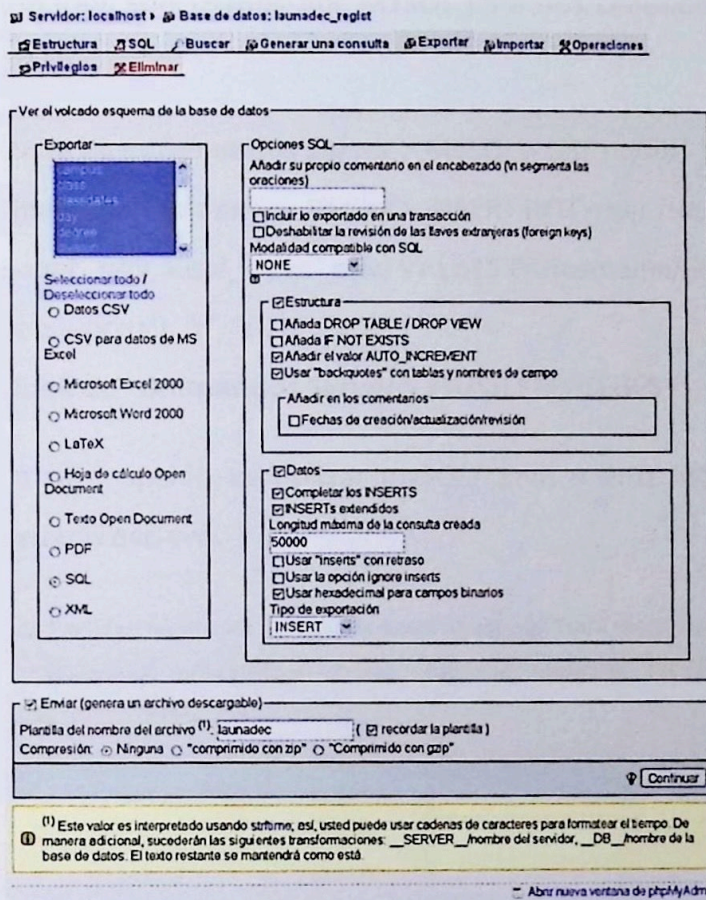 Servidor: localhost ▸ Base de datos: launadec_regist
Estructura SQL Buscar Generar una consulta Exportar Importar Operaciones
Privilegios Eliminar
Ver el volcado esquema de la base de datos
Exportar
campus
class
classdates
day
degree
Seleccionar todo /
Deseleccionar todo
Datos CSV
CSV para datos de MS
Excel
Microsoft Excel 2000
Microsoft Word 2000
LaTeX
Hoja de cálculo Open
Document
Texto Open Document
PDF
SQL
XML
Opciones SQL
Añadir su propio comentario en el encabezado (\n segmenta las
oraciones)
Incluir lo exportado en una transacción
Deshabilitar la revisión de las llaves extranjeras (foreign keys)
Modalidad compatible con SQL
NONE
Estructura
Añada DROP TABLE / DROP VIEW
Añada IF NOT EXISTS
Añadir el valor AUTO_INCREMENT
Usar "backquotes" con tablas y nombres de campo
Añadir en los comentarios
Fechas de creación/actualización/revisión
Datos
Completar los INSERTS
INSERTs extendidos
Longitud máxima de la consulta creada
50000
Usar "inserts" con retraso
Usar la opción ignore inserts
Usar hexadecimal para campos binarios
Tipo de exportación
INSERT
Enviar (genera un archivo descargable)
Plantilla del nombre del archivo (1): launadec ( recordar la plantilla )
Compresión: Ninguna "comprimido con zip" "Comprimido con gzip"
Continuar
(1) Este valor es interpretado usando strftime, así, usted puede usar cadenas de caracteres para formatear el tiempo. De
manera adicional, sucederán las siguientes transformaciones: __SERVER__/nombre del servidor, __DB__/nombre de la
base de datos. El texto restante se mantendrá como está.
Abrir nueva ventana de phpMyAdm